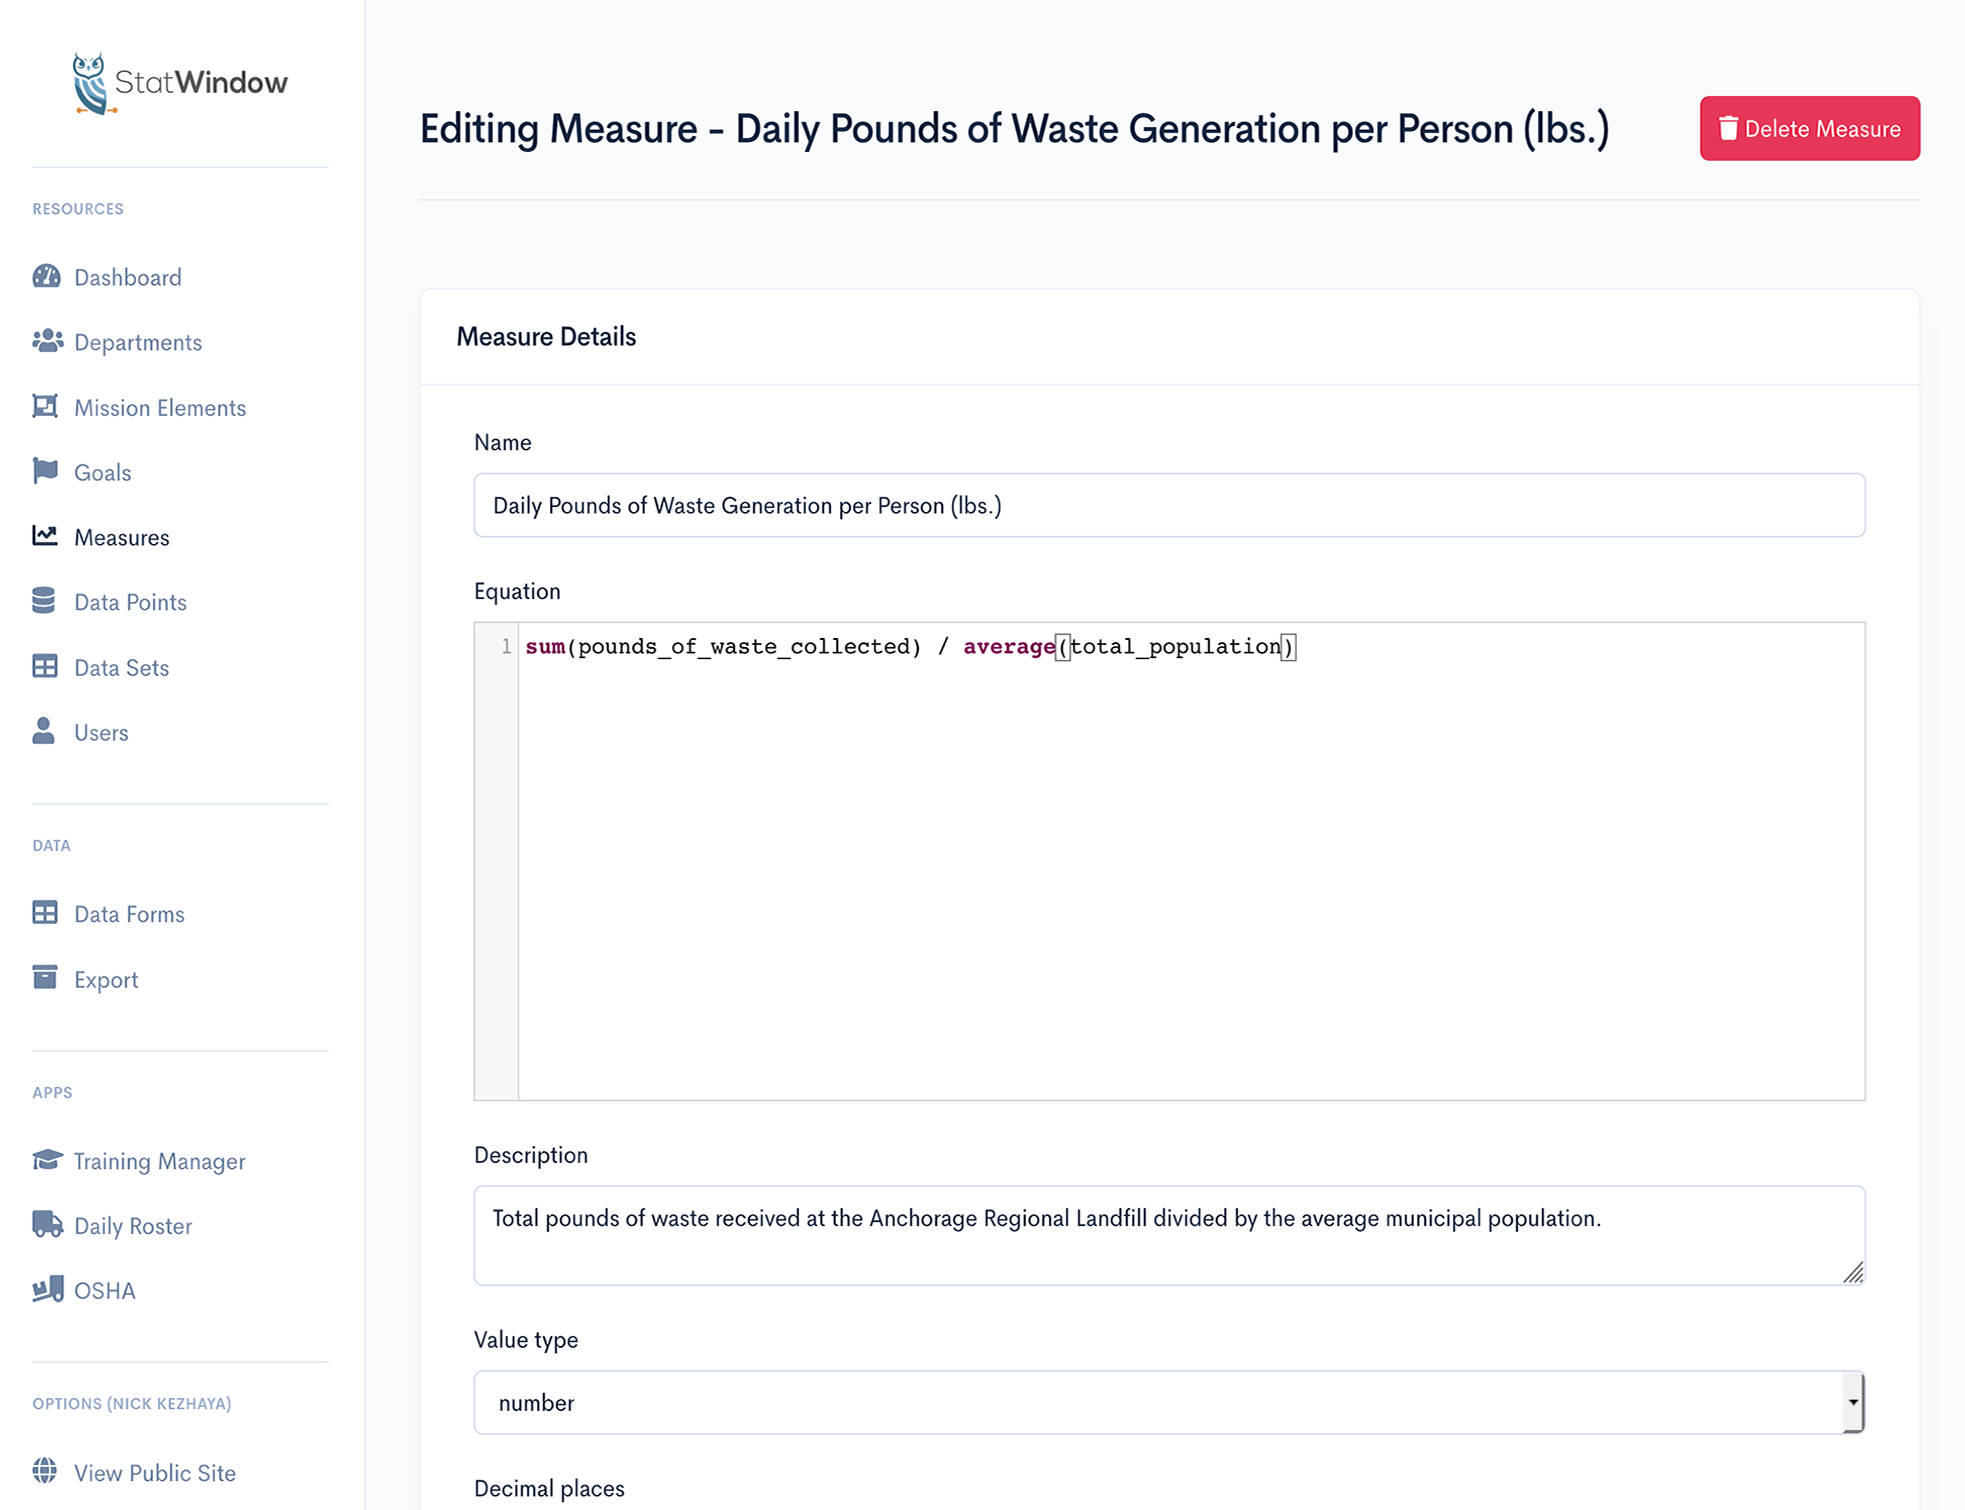 StatWindow
RESOURCES
Dashboard
Departments
Mission Elements
Goals
Measures
Data Points
Data Sets
Users
DATA
Data Forms
Export
APPS
Training Manager
Daily Roster
OSHA
OPTIONS (NICK KEZHAYA)
View Public Site
Editing Measure - Daily Pounds of Waste Generation per Person (lbs.)
Delete Measure
Measure Details
Name
Daily Pounds of Waste Generation per Person (lbs.)
Equation
1 sum(pounds_of_waste_collected) / average(total_population)
Description
Total pounds of waste received at the Anchorage Regional Landfill divided by the average municipal population.
Value type
number
Decimal places